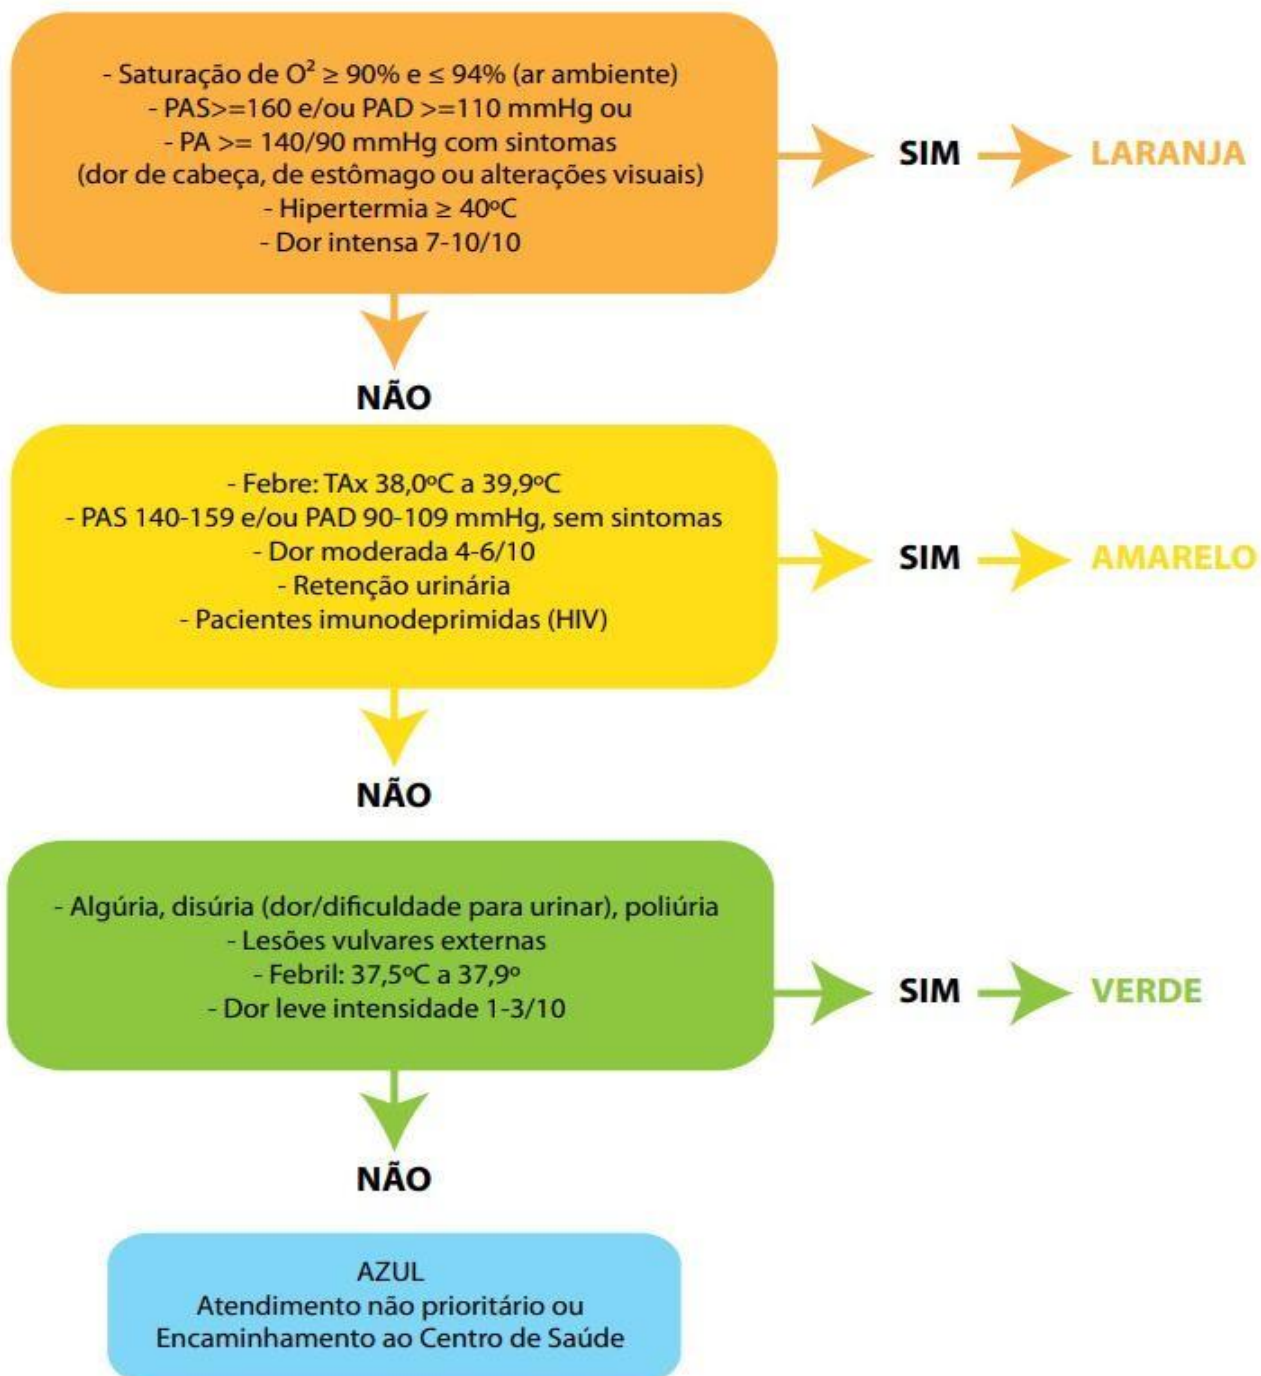 - Saturação de O² ≥ 90% e ≤ 94% (ar ambiente)
- PAS>=160 e/ou PAD >=110 mmHg ou
- PA >= 140/90 mmHg com sintomas
(dor de cabeça, de estômago ou alterações visuais)
- Hipertermia ≥ 40ºC
- Dor intensa 7-10/10
SIM
LARANJA
NÃO
- Febre: TAx 38,0ºC a 39,9ºC
- PAS 140-159 e/ou PAD 90-109 mmHg, sem sintomas
- Dor moderada 4-6/10
- Retenção urinária
- Pacientes imunodeprimidas (HIV)
SIM
AMARELO
NÃO
- Algúria, disúria (dor/dificuldade para urinar), poliúria
- Lesões vulvares externas
- Febril: 37,5ºC a 37,9º
- Dor leve intensidade 1-3/10
SIM
VERDE
NÃO
AZUL
Atendimento não prioritário ou
Encaminhamento ao Centro de Saúde